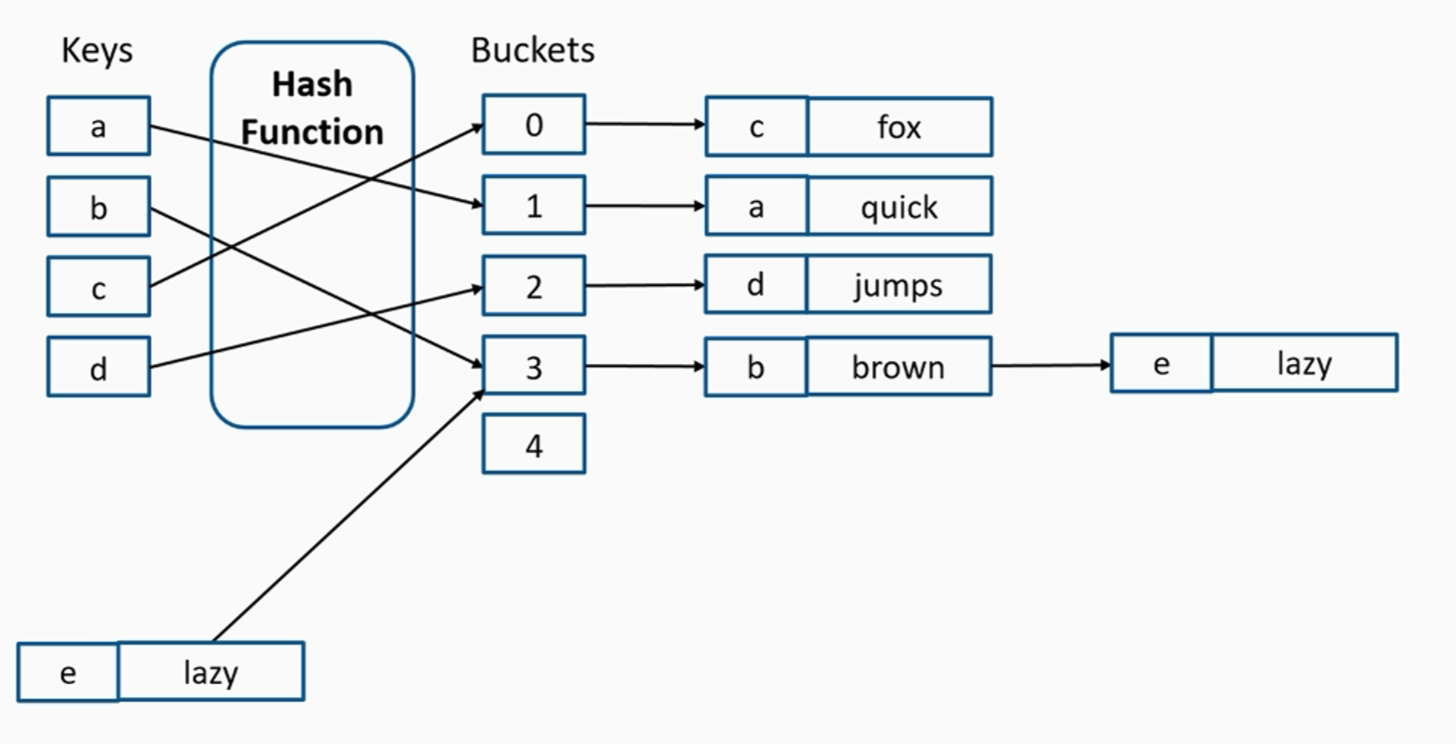 Keys
Hash
Function
Buckets
a
0
c fox
b
1
a quick
c
2
d jumps
d
3
b brown
e lazy
4
e lazy